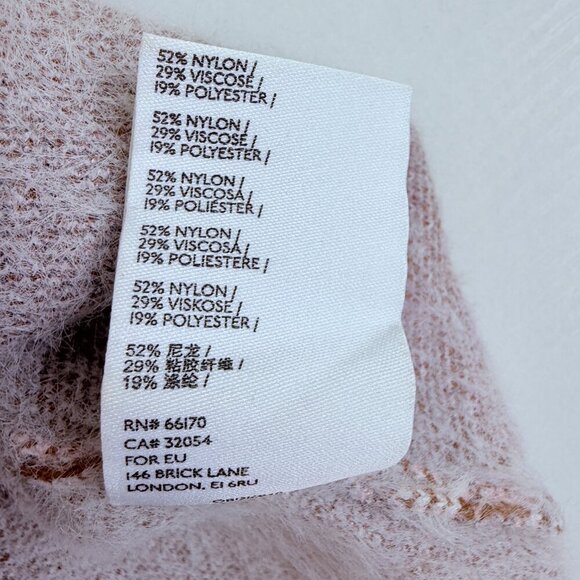 52% NYLON /
29% VISCOSE /
19% POLYESTER /
52% NYLON /
29% VISCOSE /
19% POLYESTER /
52% NYLON /
29% VISCOSA /
19% POLIÉSTER /
52% NYLON /
29% VISCOSA /
19% POLIESTERE /
52% NYLON /
29% VISKOSE /
19% POLYESTER /
52% 尼龙 /
29% 粘胶纤维 /
19% 涤纶 /
RN# 66170
CA# 32054
FOR EU
146 BRICK LANE
LONDON, E1 6RU